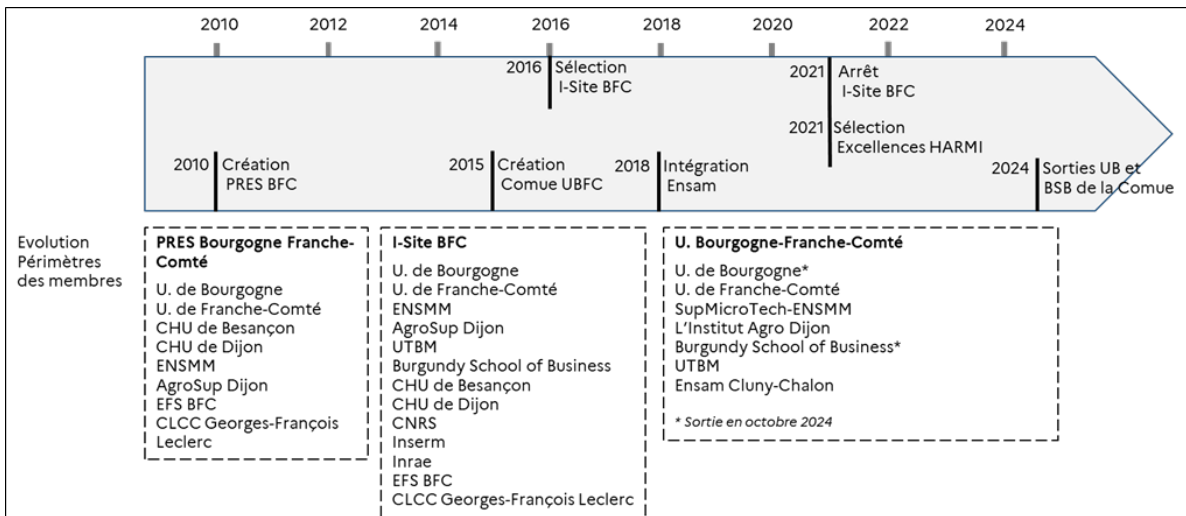 2010 2012 2014 2016 2018 2020 2022 2024
2016 Sélection
I-Site BFC
2021 Arrêt
I-Site BFC
2021 Sélection
Excellences HARMI
2010 Création
PRES BFC
2015 Création
Comue UBFC
2018 Intégration
Ensam
2024 Sorties UB et
BSB de la Comue
Evolution
Périmètres
des membres
PRES Bourgogne Franche-
Comté
U. de Bourgogne
U. de Franche-Comté
CHU de Besançon
CHU de Dijon
ENSMM
AgroSup Dijon
EFS BFC
CLCC Georges-François
Leclerc
I-Site BFC
U. de Bourgogne
U. de Franche-Comté
ENSMM
AgroSup Dijon
UTBM
Burgundy School of Business
CHU de Besançon
CHU de Dijon
CNRS
Inserm
Inrae
EFS BFC
CLCC Georges-François Leclerc
U. Bourgogne-Franche-Comté
U. de Bourgogne*
U. de Franche-Comté
SupMicroTech-ENSMM
L'Institut Agro Dijon
Burgundy School of Business*
UTBM
Ensam Cluny-Chalon
* Sortie en octobre 2024